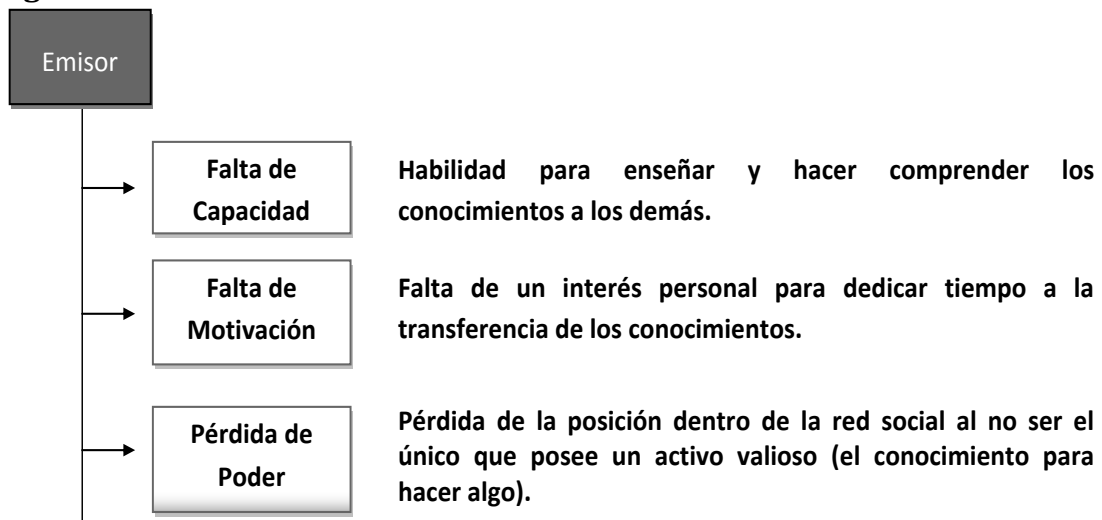 Emisor
Falta de
Capacidad
Habilidad para enseñar y hacer comprender los
conocimientos a los demás.
Falta de
Motivación
Falta de un interés personal para dedicar tiempo a la
transferencia de los conocimientos.
Pérdida de
Poder
Pérdida de la posición dentro de la red social al no ser el
único que posee un activo valioso (el conocimiento para
hacer algo).